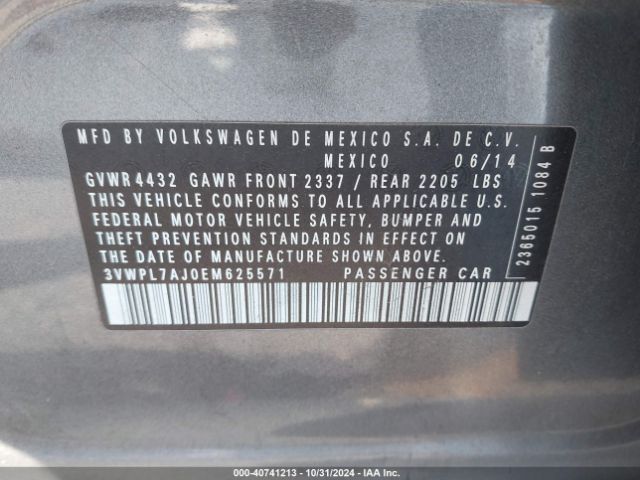 MFD BY VOLKSWAGEN DE MEXICO S.A. DE C.V.
MEXICO 06/14
GVWR 4432 GAWR FRONT 2337 / REAR 2205 LBS
THIS VEHICLE CONFORMS TO ALL APPLICABLE U.S.
FEDERAL MOTOR VEHICLE SAFETY, BUMPER AND
THEFT PREVENTION STANDARDS IN EFFECT ON
THE DATE OF MANUFACTURE SHOWN ABOVE.
3VWPL7AJ0EM625571 PASSENGER CAR
2365015 1084 B
000-40741213 - 10/31/2024 - IAA Inc.